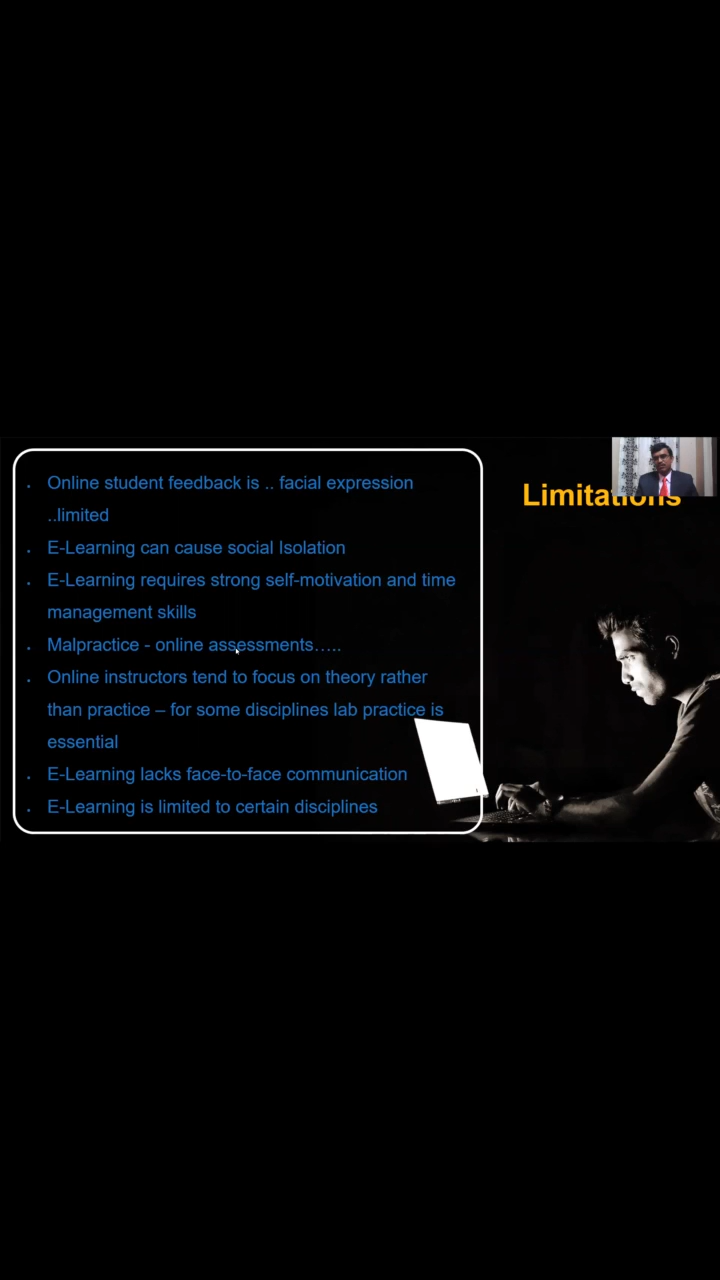 Online student feedback is .. facial expression
..limited
E-Learning can cause social Isolation
E-Learning requires strong self-motivation and time
management skills
Malpractice - online assessments…..
Online instructors tend to focus on theory rather
than practice – for some disciplines lab practice is
essential
E-Learning lacks face-to-face communication
E-Learning is limited to certain disciplines
Limitations